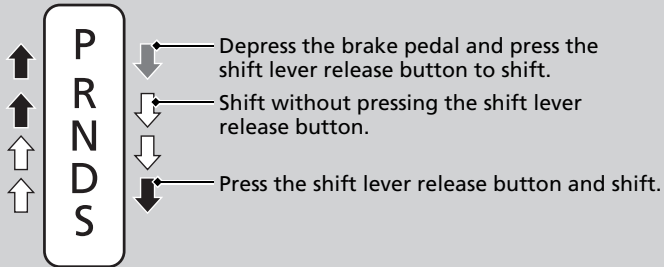 P
R
N
D
S
Depress the brake pedal and press the
shift lever release button to shift.
Shift without pressing the shift lever
release button.
Press the shift lever release button and shift.